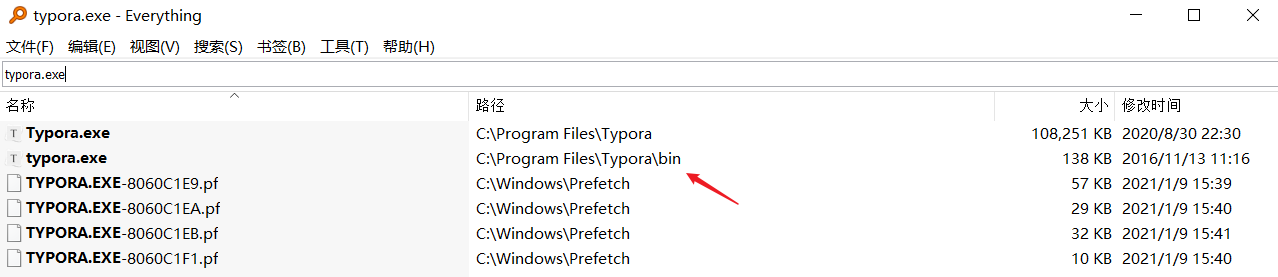 typora.exe - Everything
文件(F) 编辑(E) 视图(V) 搜索(S) 书签(B) 工具(T) 帮助(H)
typora.exe
名称 路径 大小 修改时间
Typora.exe C:\Program Files\Typora 108,251 KB 2020/8/30 22:30
typora.exe C:\Program Files\Typora\bin 138 KB 2016/11/13 11:16
TYPORA.EXE-8060C1E9.pf C:\Windows\Prefetch 57 KB 2021/1/9 15:39
TYPORA.EXE-8060C1EA.pf C:\Windows\Prefetch 29 KB 2021/1/9 15:40
TYPORA.EXE-8060C1EB.pf C:\Windows\Prefetch 32 KB 2021/1/9 15:41
TYPORA.EXE-8060C1F1.pf C:\Windows\Prefetch 10 KB 2021/1/9 15:40